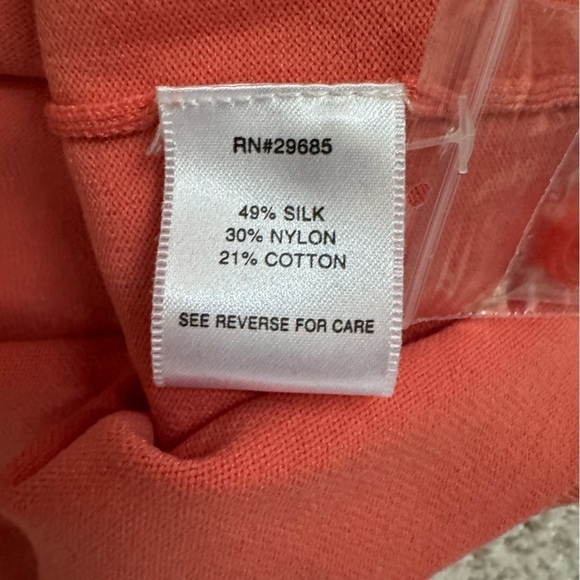 RN#29685
49% SILK
30% NYLON
21% COTTON
SEE REVERSE FOR CARE